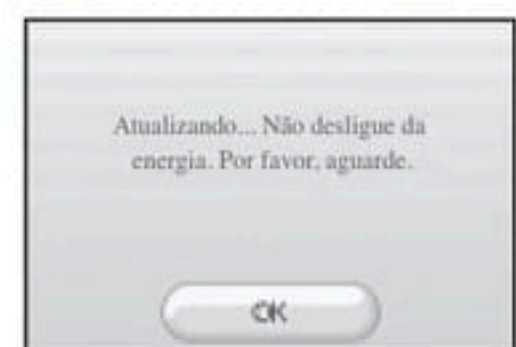 Atualizando... Não desligue da
energia. Por favor, aguarde.
OK